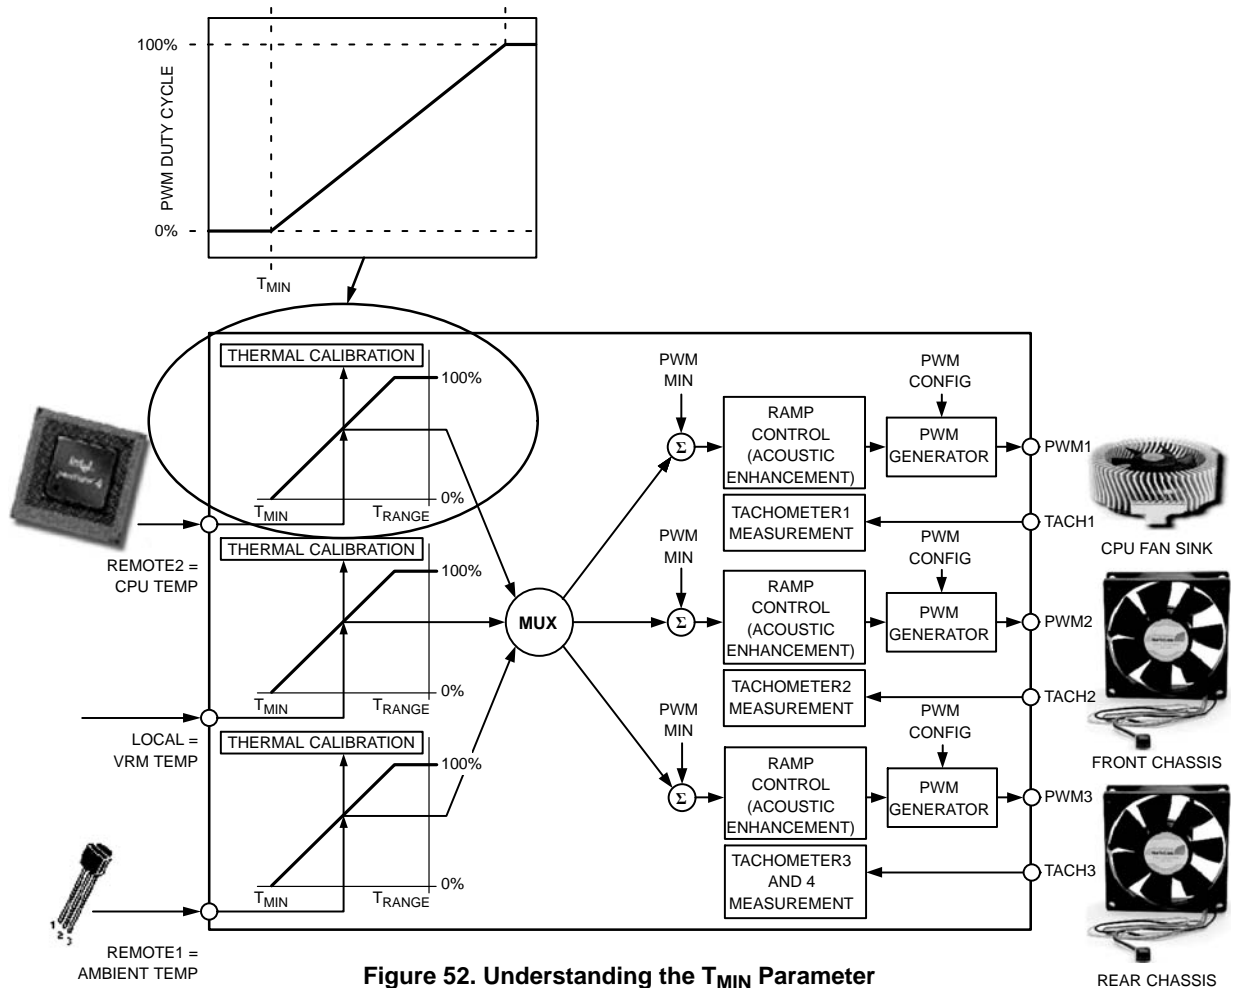 100%
PWM DUTY CYCLE
0%
TMIN
THERMAL CALIBRATION
100%
0%
TMIN
TRANGE
REMOTE2 =
CPU TEMP
THERMAL CALIBRATION
100%
0%
TMIN
TRANGE
LOCAL =
VRM TEMP
THERMAL CALIBRATION
100%
0%
TMIN
TRANGE
REMOTE1 =
AMBIENT TEMP
1
2
3
intel
MUX
PWM
MIN
Σ
RAMP
CONTROL
(ACOUSTIC
ENHANCEMENT)
PWM
CONFIG
PWM
GENERATOR
PWM1
TACHOMETER1
MEASUREMENT
TACH1
CPU FAN SINK
PWM
MIN
Σ
RAMP
CONTROL
(ACOUSTIC
ENHANCEMENT)
PWM
CONFIG
PWM
GENERATOR
PWM2
TACHOMETER2
MEASUREMENT
TACH2
FRONT CHASSIS
PWM
MIN
Σ
RAMP
CONTROL
(ACOUSTIC
ENHANCEMENT)
PWM
CONFIG
PWM
GENERATOR
PWM3
TACHOMETER3
AND 4
MEASUREMENT
TACH3
REAR CHASSIS
Figure 52. Understanding the TMIN Parameter